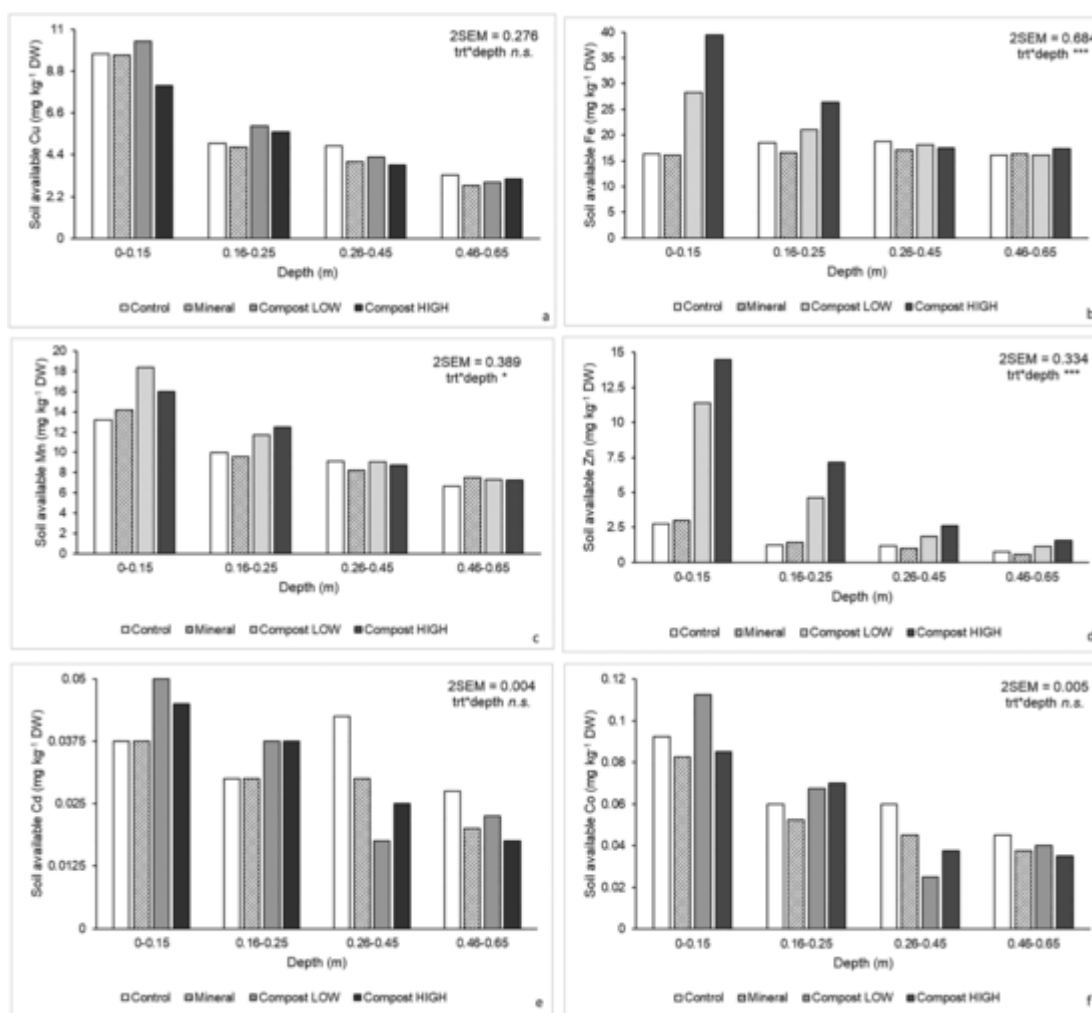 2SEM = 0.276
trt*depth n.s.
Soil available Cu (mg kg⁻¹ DW)
11
8.8
6.6
4.4
2.2
0
0-0.15 0.16-0.25 0.26-0.45 0.46-0.65
Depth (m)
Control Mineral Compost LOW Compost HIGH
a
2SEM = 0.684
trt*depth ***
Soil available Fe (mg kg⁻¹ DW)
40
35
30
25
20
15
10
5
0
0-0.15 0.16-0.25 0.26-0.45 0.46-0.65
Depth (m)
Control Mineral Compost LOW Compost HIGH
b
2SEM = 0.389
trt*depth *
Soil available Mn (mg kg⁻¹ DW)
20
18
16
14
12
10
8
6
4
2
0
0-0.15 0.16-0.25 0.26-0.45 0.46-0.65
Depth (m)
Control Mineral Compost LOW Compost HIGH
c
2SEM = 0.334
trt*depth ***
Soil available Zn (mg kg⁻¹ DW)
15
12.5
10
7.5
5
2.5
0
0-0.15 0.16-0.25 0.26-0.45 0.46-0.65
Depth (m)
Control Mineral Compost LOW Compost HIGH
d
2SEM = 0.004
trt*depth n.s.
Soil available Cd (mg kg⁻¹ DW)
0.05
0.0375
0.025
0.0125
0
0-0.15 0.16-0.25 0.26-0.45 0.46-0.65
Depth (m)
Control Mineral Compost LOW Compost HIGH
e
2SEM = 0.005
trt*depth n.s.
Soil available Co (mg kg⁻¹ DW)
0.12
0.1
0.08
0.06
0.04
0.02
0
0-0.15 0.16-0.25 0.26-0.45 0.46-0.65
Depth (m)
Control Mineral Compost LOW Compost HIGH
f